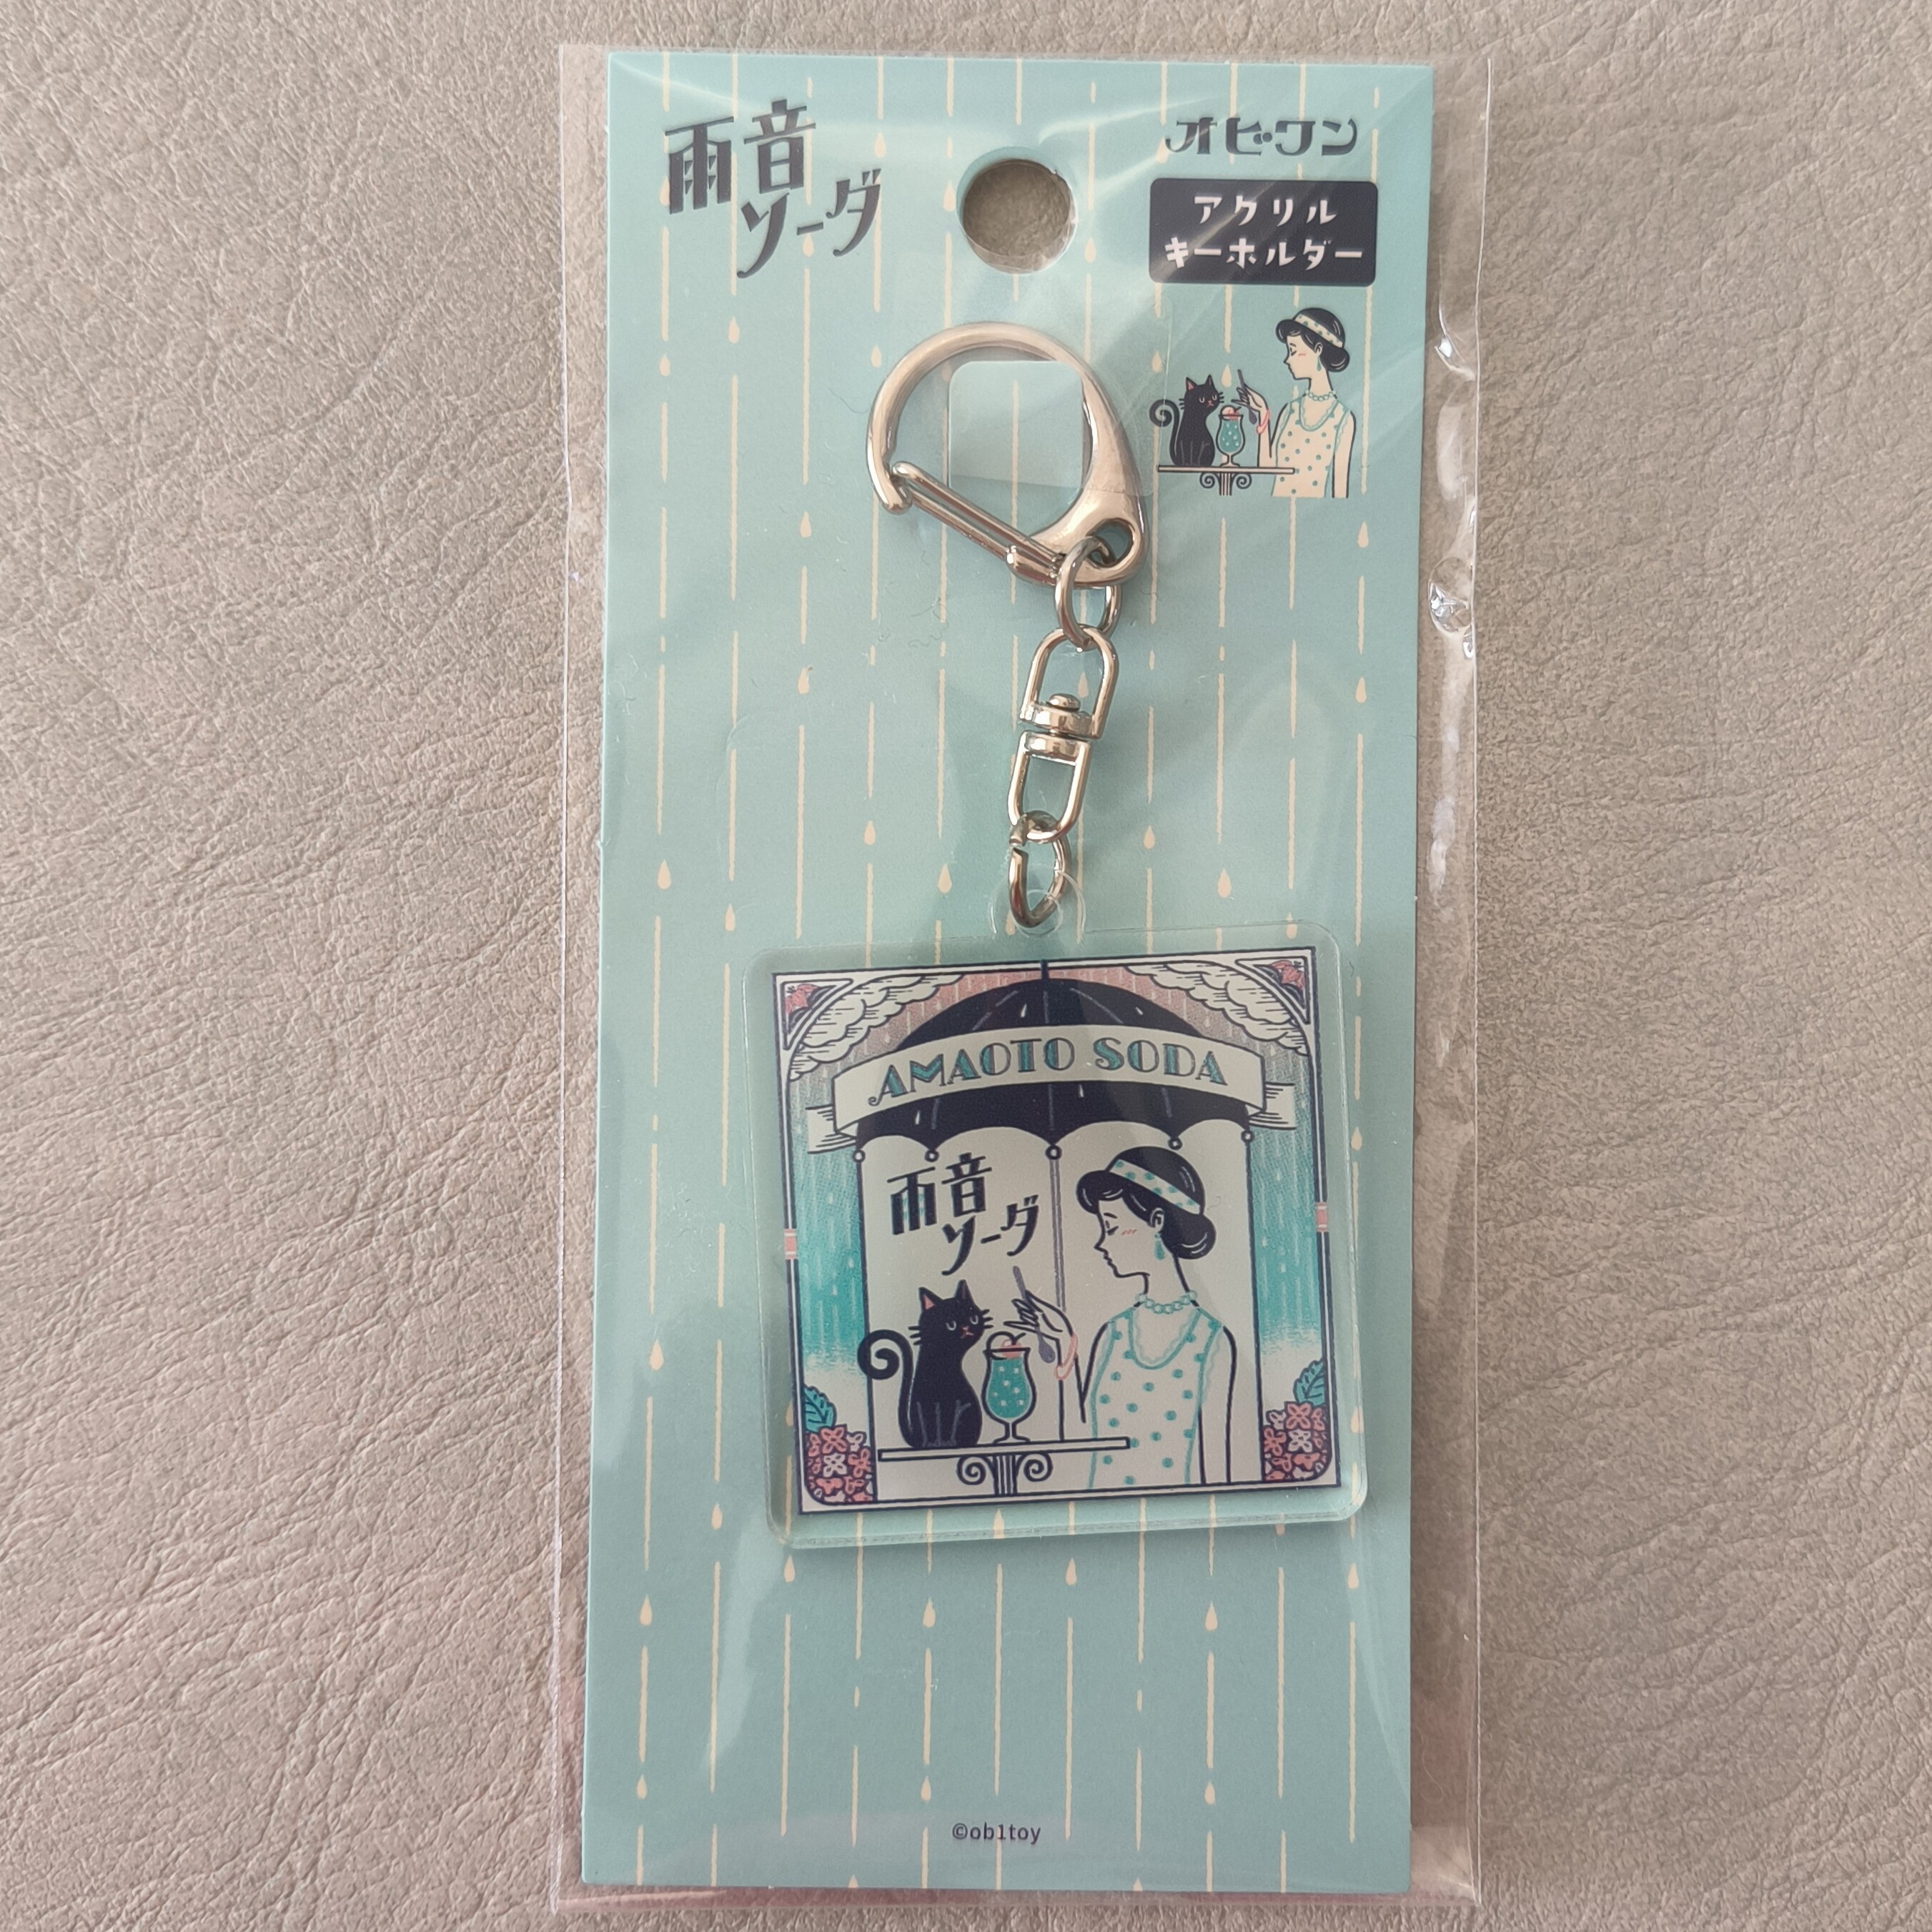 雨音
ソーダ
オビ・ワン
アクリル
キーホルダー
AMAOTO SODA
雨音
ソーダ
©ob1toy